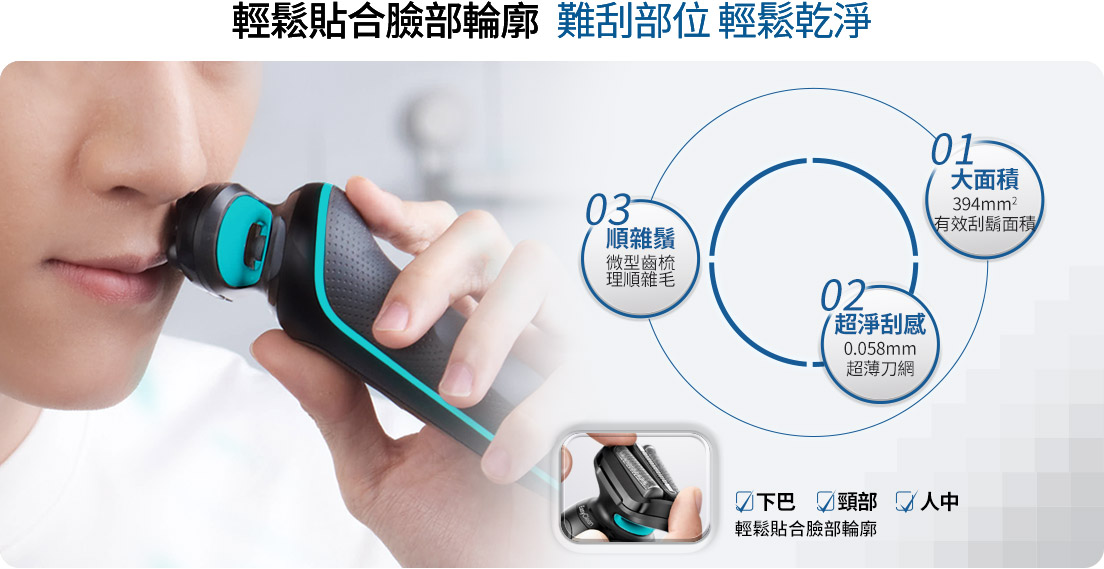 輕鬆貼合臉部輪廓 難刮部位 輕鬆乾淨
01
大面積
394mm²
有效刮鬍面積
02
超淨刮感
0.058mm
超薄刀網
03
順雜鬚
微型齒梳
理順雜毛
下巴 頸部 人中
輕鬆貼合臉部輪廓